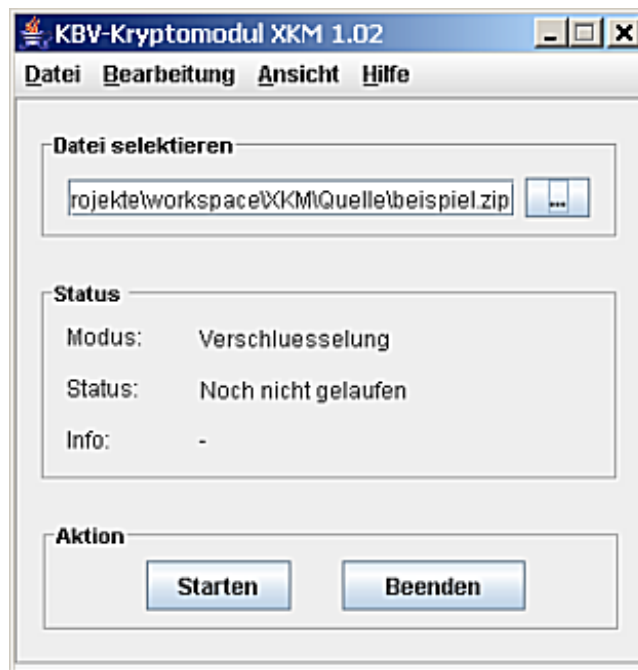 KBV-Kryptomodul XKM 1.02
Datei Bearbeitung Ansicht Hilfe
Datei selektieren
rojekte\workspace\XKM\Quelle\beispiel.zip ...
Status
Modus: Verschluesselung
Status: Noch nicht gelaufen
Info: -
Aktion
Starten Beenden